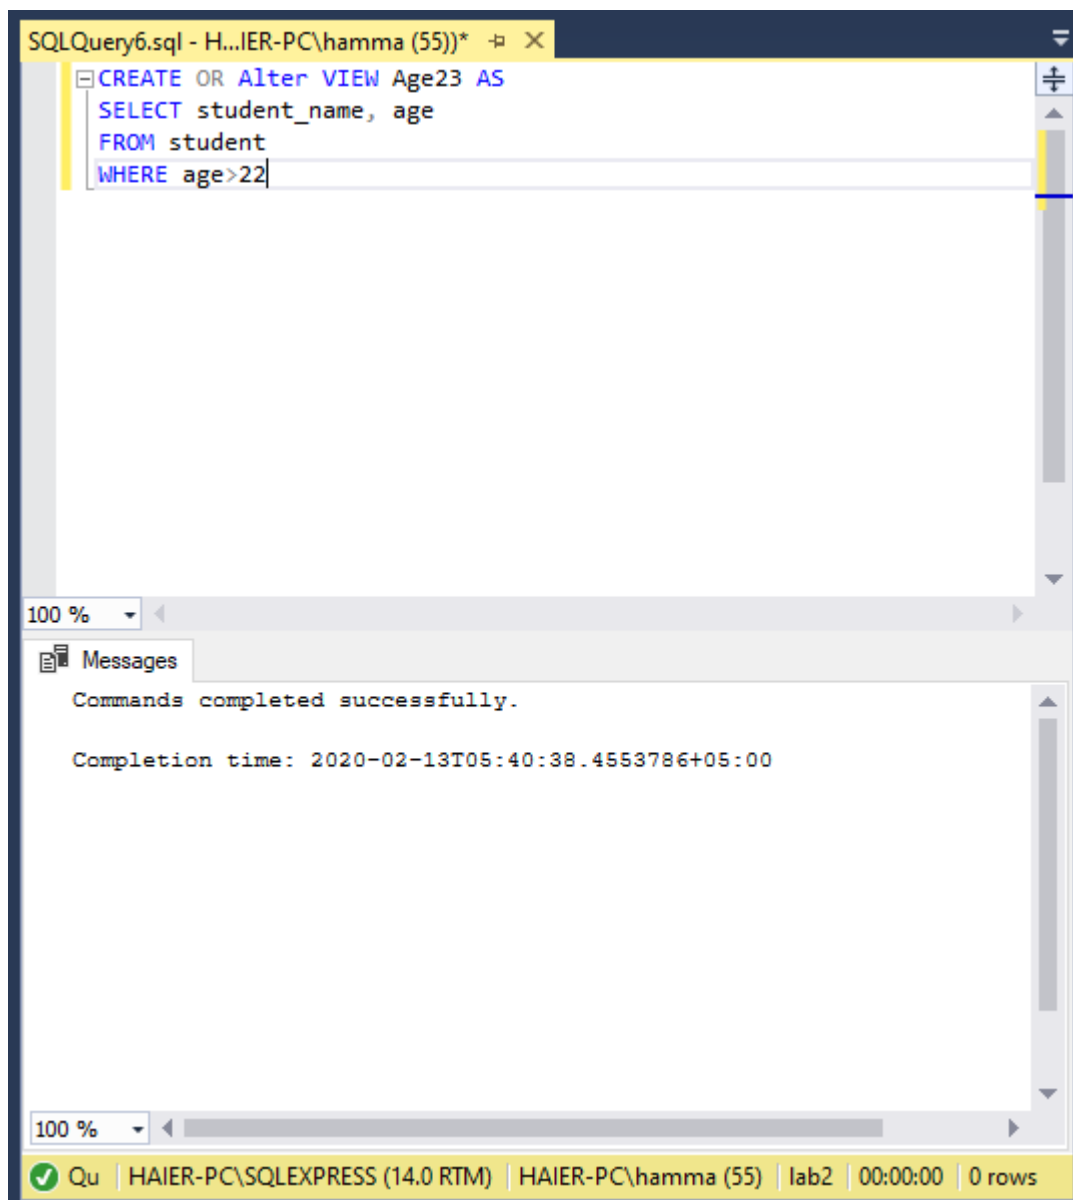 SQLQuery6.sql - H...IER-PC\hamma (55))*
CREATE OR Alter VIEW Age23 AS
SELECT student_name, age
FROM student
WHERE age>22
100 %
Messages
Commands completed successfully.
Completion time: 2020-02-13T05:40:38.4553786+05:00
100 %
Qu HAIER-PC\SQLEXPRESS (14.0 RTM) HAIER-PC\hamma (55) lab2 00:00:00 0 rows